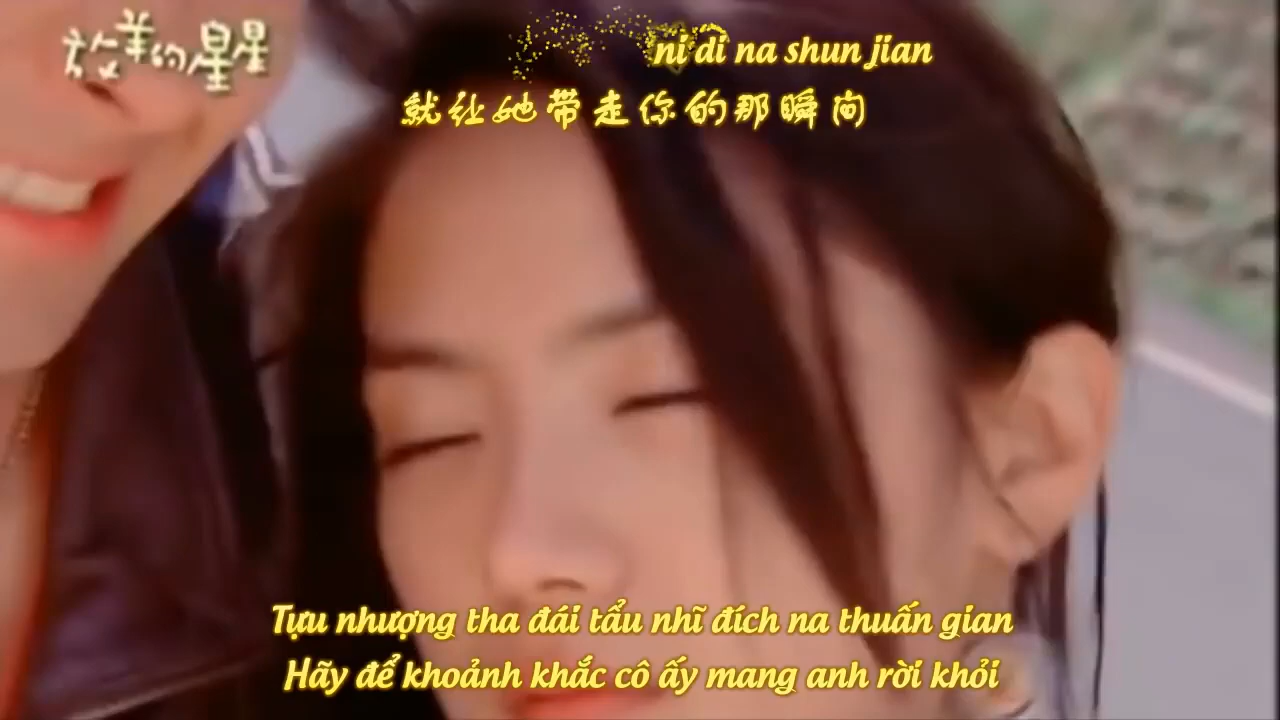 放羊的星星
ni di na shun jian
就让她带走你的那瞬间
Tựu nhượng tha đái tẩu nhĩ đích na thuấn gian
Hãy để khoảnh khắc cô ấy mang anh rời khỏi